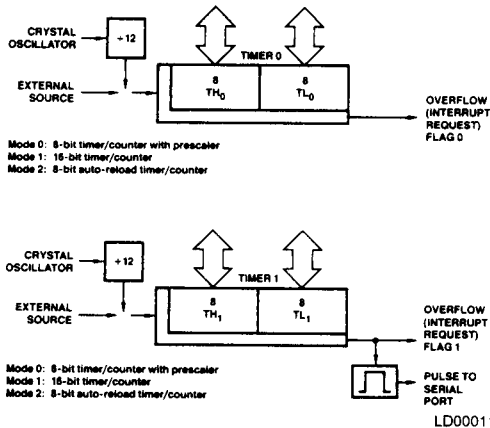 CRYSTAL
OSCILLATOR
÷12
TIMER 0
EXTERNAL
SOURCE
8
TH0
8
TL0
OVERFLOW
(INTERRUPT
REQUEST)
FLAG 0
Mode 0: 8-bit timer/counter with prescaler
Mode 1: 16-bit timer/counter
Mode 2: 8-bit auto-reload timer/counter
CRYSTAL
OSCILLATOR
÷12
TIMER 1
EXTERNAL
SOURCE
8
TH1
8
TL1
OVERFLOW
(INTERRUPT
REQUEST)
FLAG 1
Mode 0: 8-bit timer/counter with prescaler
Mode 1: 16-bit timer/counter
Mode 2: 8-bit auto-reload timer/counter
PULSE TO
SERIAL
PORT
LD0001